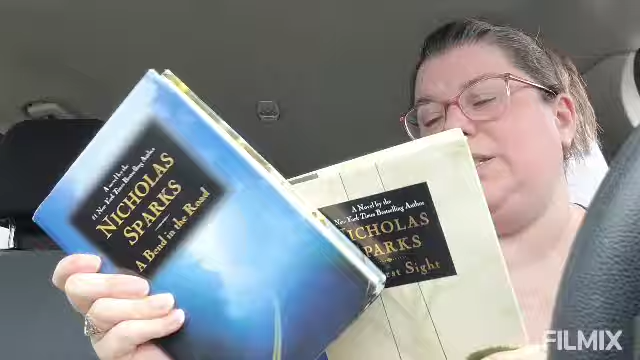 A novel by the
#1 New York Times Bestselling Author
NICHOLAS
SPARKS
A Bend in the Road
A Novel by the
New York Times Bestselling Author
NICHOLAS
SPARKS
st Sight
FILMIX